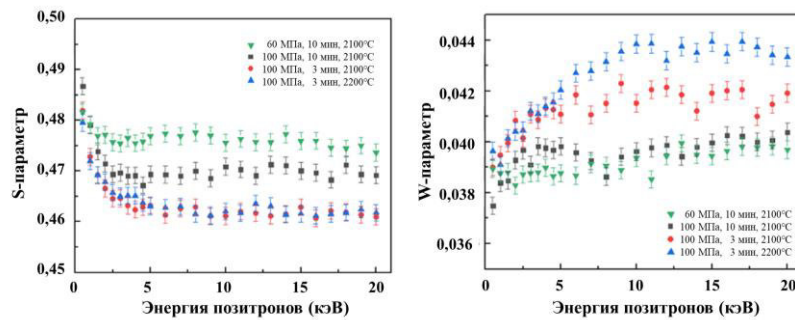 0,50
0,49
0,48
0,47
0,46
0,45
S-параметр
60 МПа, 10 мин, 2100°C
100 МПа, 10 мин, 2100°C
100 МПа, 3 мин, 2100°C
100 МПа, 3 мин, 2200°C
0 5 10 15 20
Энергия позитронов (кэВ)
0,044
0,042
0,040
0,038
0,036
W-параметр
60 МПа, 10 мин, 2100°C
100 МПа, 10 мин, 2100°C
100 МПа, 3 мин, 2100°C
100 МПа, 3 мин, 2200°C
0 5 10 15 20
Энергия позитронов (кэВ)